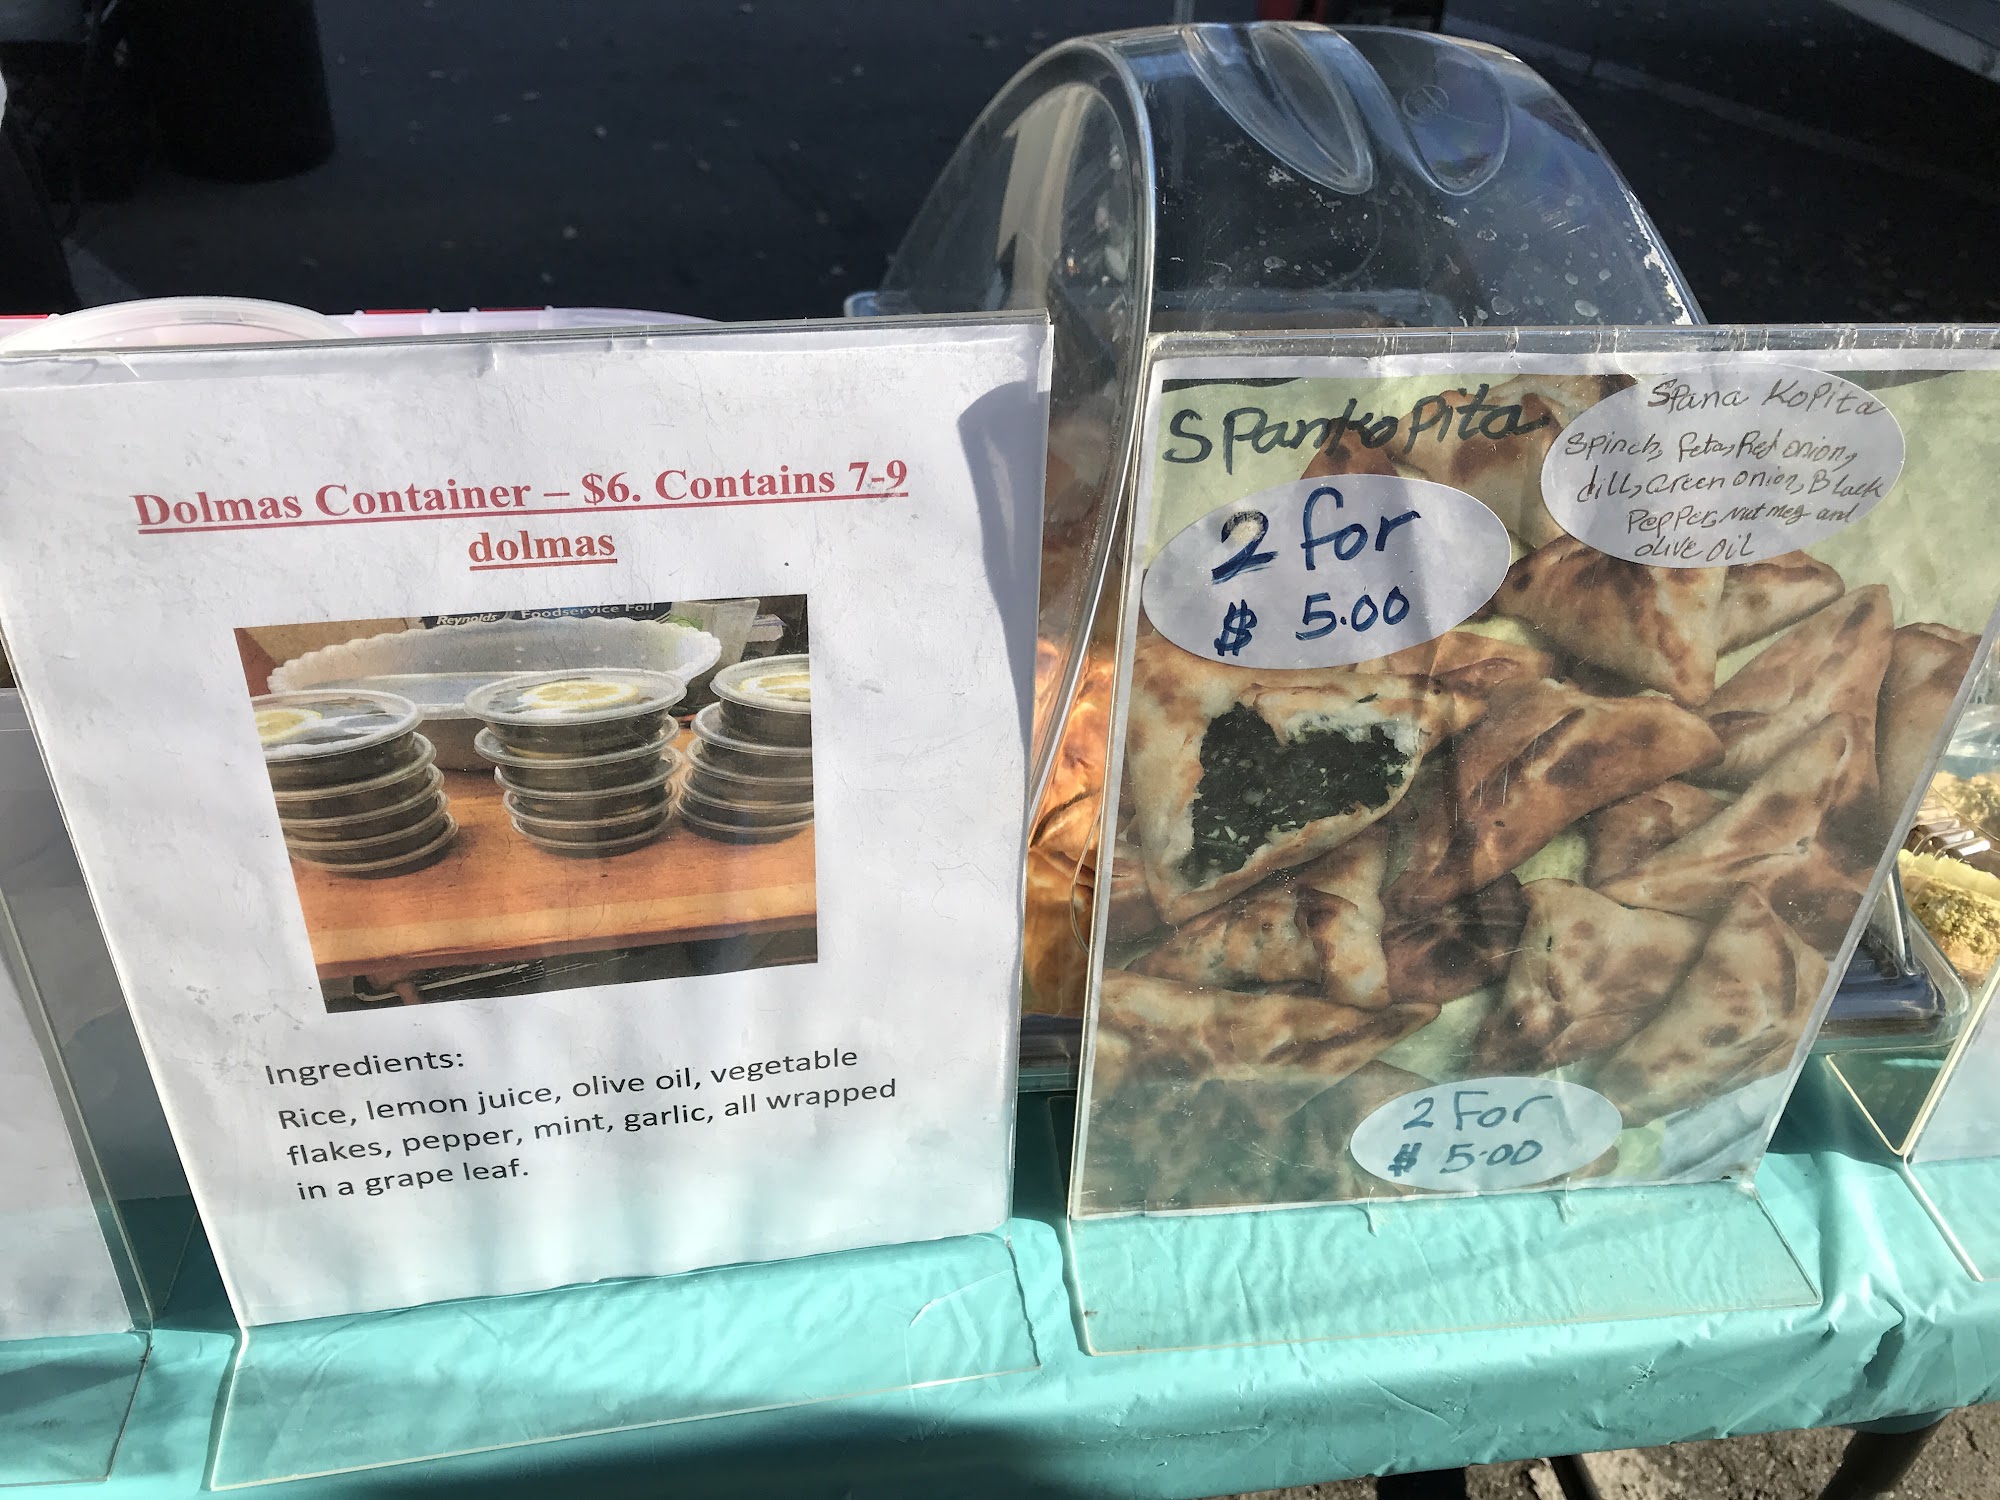 Dolmas Container – $6. Contains 7-9
dolmas
Reynolds Foodservice Foil
Ingredients:
Rice, lemon juice, olive oil, vegetable
flakes, pepper, mint, garlic, all wrapped
in a grape leaf.
Spankopita
2 for
$ 5.00
Spana Kopita
Spinch, feta, Red onion,
dill, Green onion, Black
Pepper, nutmeg and
olive oil
2 For
$ 5.00